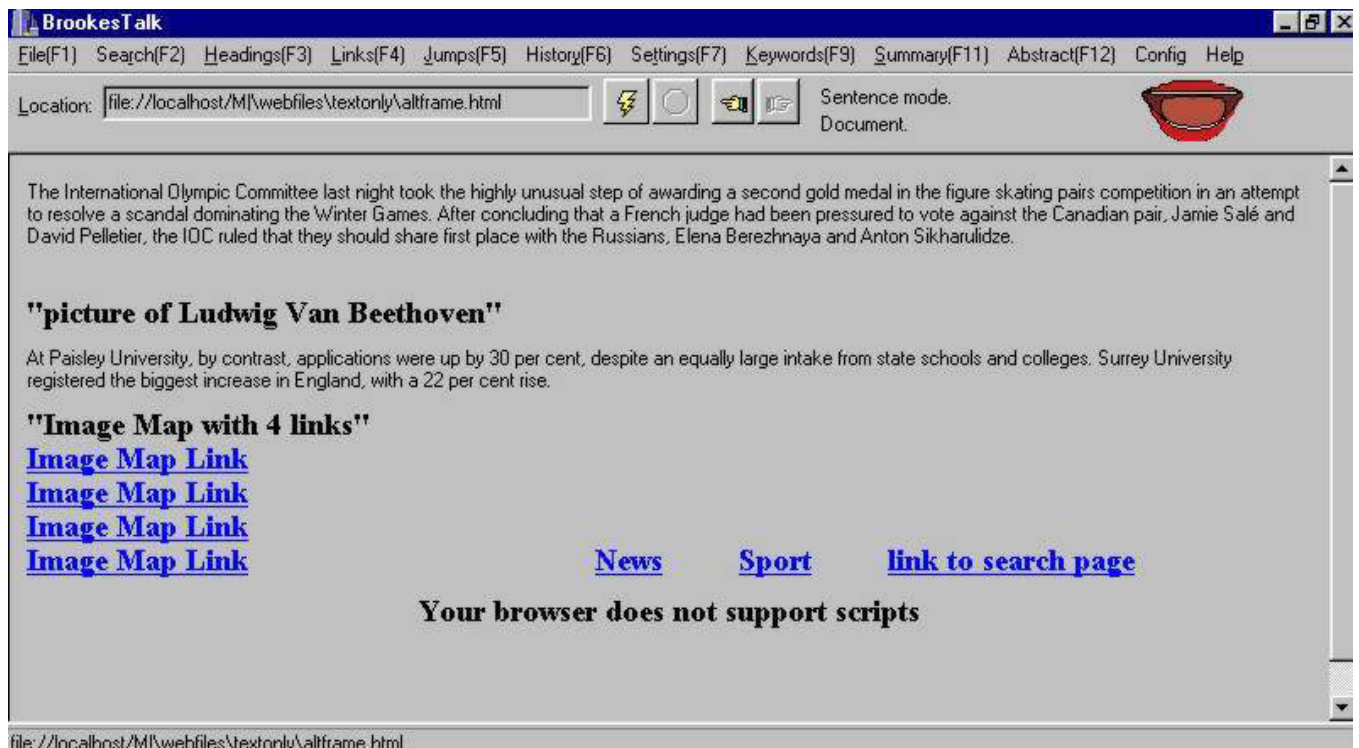 BrookesTalk
File(F1) Search(F2) Headings(F3) Links(F4) Jumps(F5) History(F6) Settings(F7) Keywords(F9) Summary(F11) Abstract(F12) Config Help
Location: file://localhost/M|\webfiles\textonly\altframe.html
Sentence mode.
Document.
The International Olympic Committee last night took the highly unusual step of awarding a second gold medal in the figure skating pairs competition in an attempt
to resolve a scandal dominating the Winter Games. After concluding that a French judge had been pressured to vote against the Canadian pair, Jamie Salé and
David Pelletier, the IOC ruled that they should share first place with the Russians, Elena Berezhnaya and Anton Sikharulidze.
"picture of Ludwig Van Beethoven"
At Paisley University, by contrast, applications were up by 30 per cent, despite an equally large intake from state schools and colleges. Surrey University
registered the biggest increase in England, with a 22 per cent rise.
"Image Map with 4 links"
Image Map Link
Image Map Link
Image Map Link
Image Map Link News Sport link to search page
Your browser does not support scripts
file://localhost/M|\webfiles\textonly\altframe.html